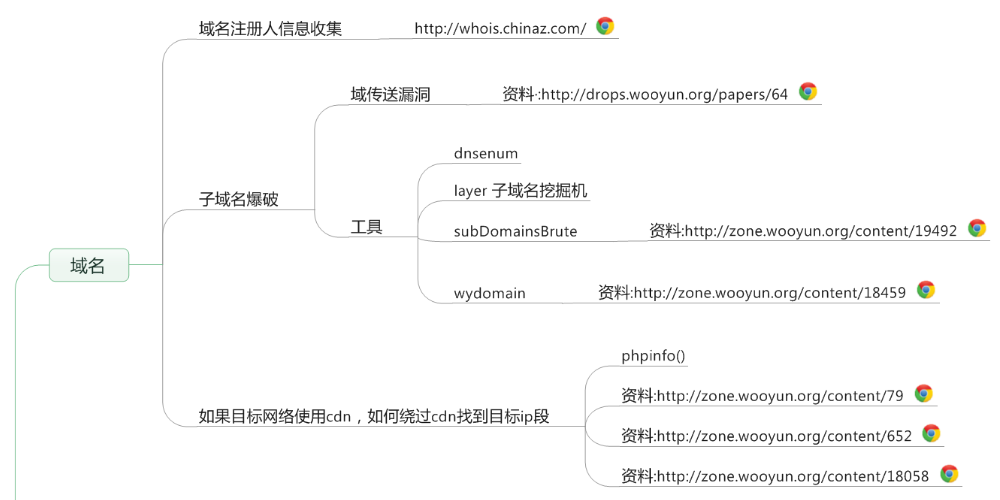 域名注册人信息收集 http://whois.chinaz.com/
域传送漏洞 资料·:http://drops.wooyun.org/papers/64
dnsenum
layer 子域名挖掘机
子域名爆破
工具
subDomainsBrute 资料:http://zone.wooyun.org/content/19492
域名
wydomain 资料:http://zone.wooyun.org/content/18459
phpinfo()
资料:http://zone.wooyun.org/content/79
如果目标网络使用cdn，如何绕过cdn找到目标ip段
资料:http://zone.wooyun.org/content/652
资料:http://zone.wooyun.org/content/18058